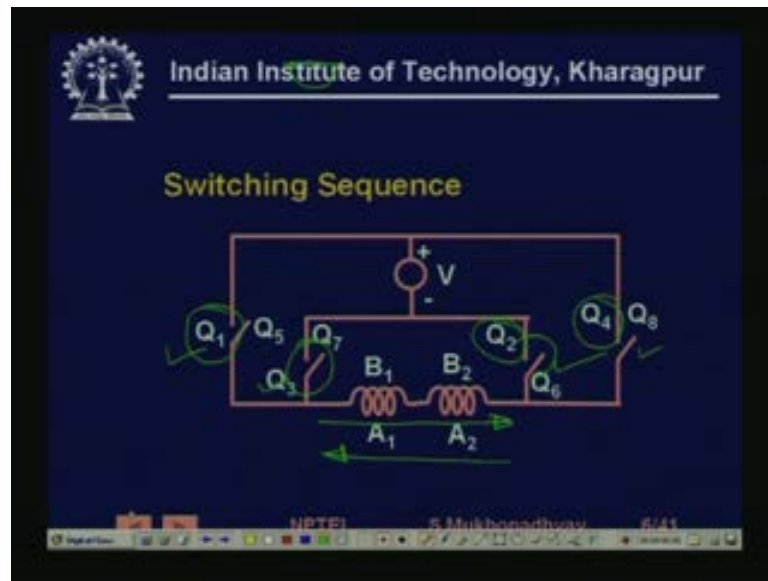 Indian Institute of Technology, Kharagpur
Switching Sequence
+
V
-
Q1 Q5 Q7 Q2 Q4 Q8
Q3 B1 B2 Q6
A1 A2
NPTEL S.Mukhopadhyay 6/41